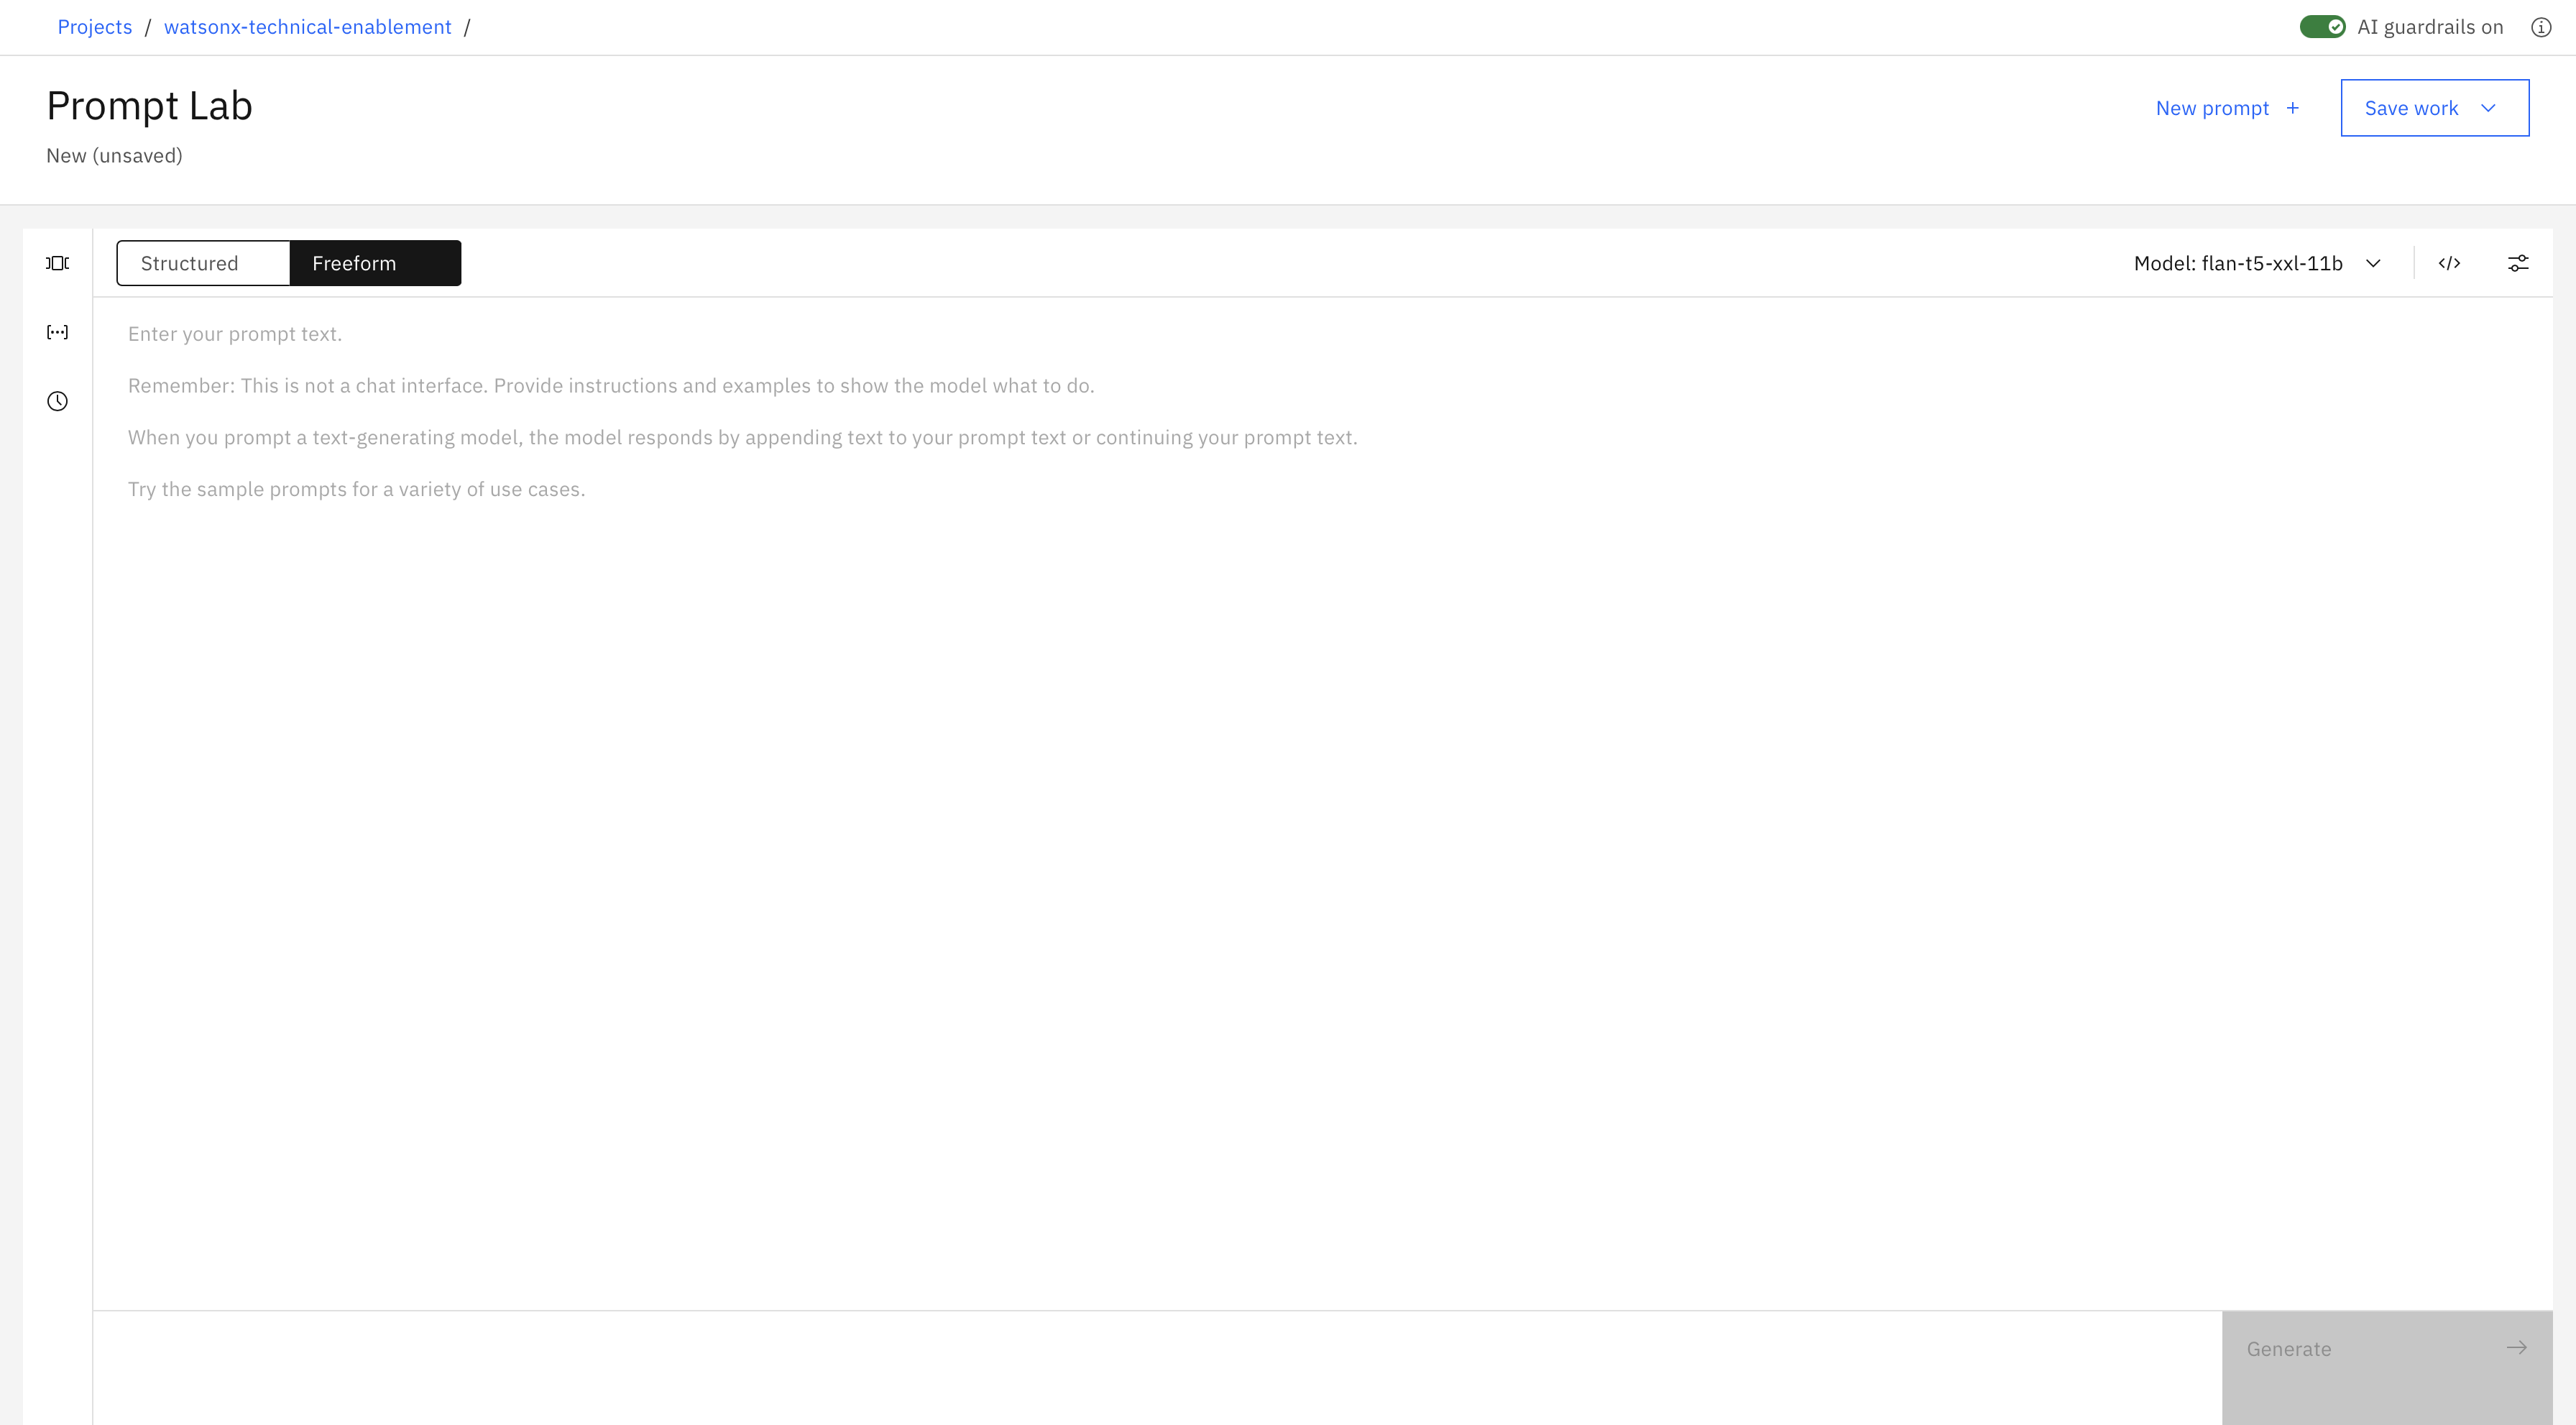 Projects / watsonx-technical-enablement /
AI guardrails on
Prompt Lab
New prompt +
Save work
New (unsaved)
Structured
Freeform
Model: flan-t5-xxl-11b
Enter your prompt text.
Remember: This is not a chat interface. Provide instructions and examples to show the model what to do.
When you prompt a text-generating model, the model responds by appending text to your prompt text or continuing your prompt text.
Try the sample prompts for a variety of use cases.
Generate